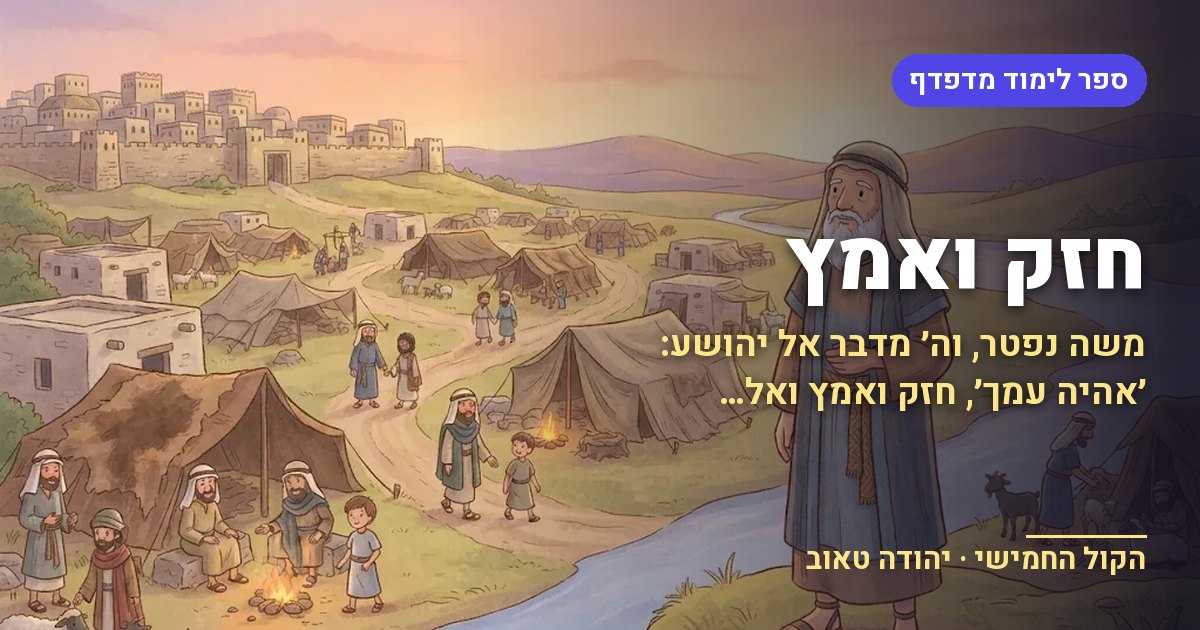 ספר לימוד מדפדף
חזק ואמץ
משה נפטר, וה׳ מדבר אל יהושע:
׳אהיה עמך׳, חזק ואמץ ואל…
הקול החמישי · יהודה טאוב